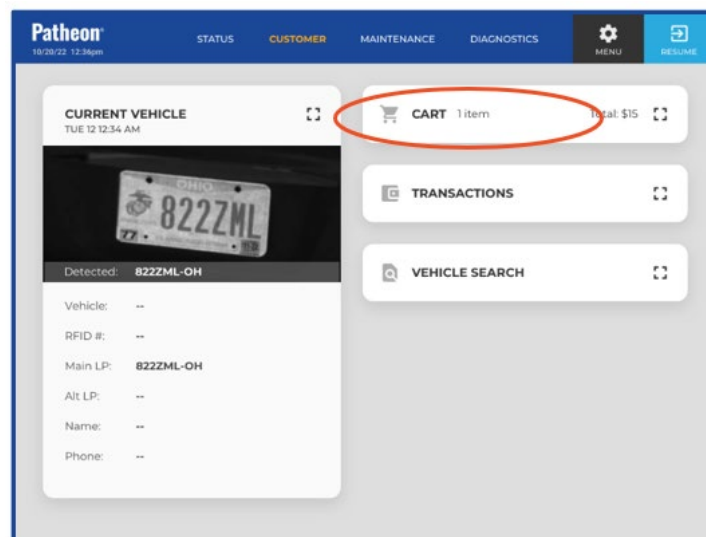 Patheon
10/20/22 12:36pm
STATUS
CUSTOMER
MAINTENANCE
DIAGNOSTICS
MENU
RESUME
CURRENT VEHICLE
TUE 12 12:34 AM
OHIO
822ZML
77
Detected: 822ZML-OH
Vehicle: --
RFID #: --
Main LP: 822ZML-OH
Alt LP: --
Name: --
Phone: --
CART 1 item Total: $15
TRANSACTIONS
VEHICLE SEARCH